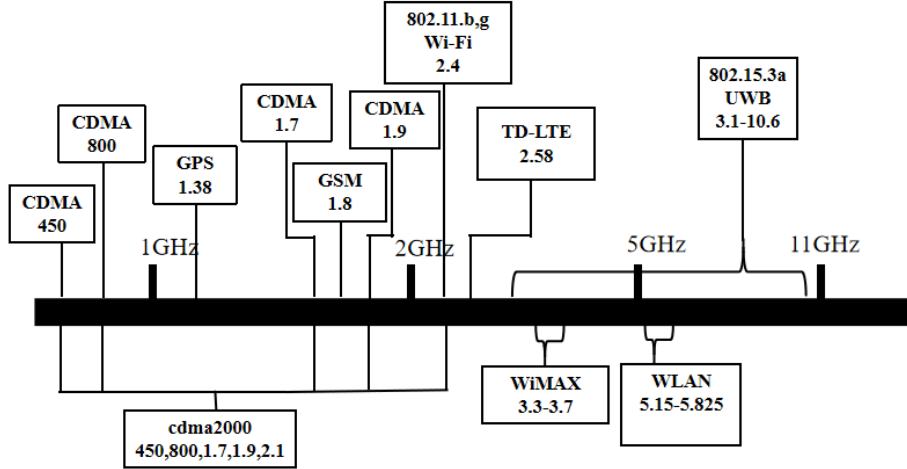 802.11.b,g
Wi-Fi
2.4
802.15.3a
UWB
3.1-10.6
CDMA
1.7
CDMA
1.9
CDMA
800
TD-LTE
2.58
GPS
1.38
GSM
1.8
CDMA
450
1GHz
2GHz
5GHz
11GHz
WiMAX
3.3-3.7
WLAN
5.15-5.825
cdma2000
450,800,1.7,1.9,2.1